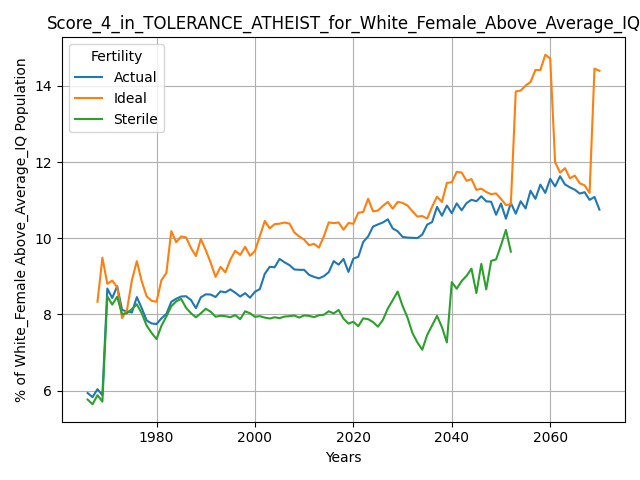 Score_4_in_TOLERANCE_ATHEIST_for_White_Female_Above_Average_IQ
Fertility
Actual
Ideal
Sterile
% of White_Female Above_Average_IQ Population
14
12
10
8
6
1980
2000
2020
2040
2060
Years